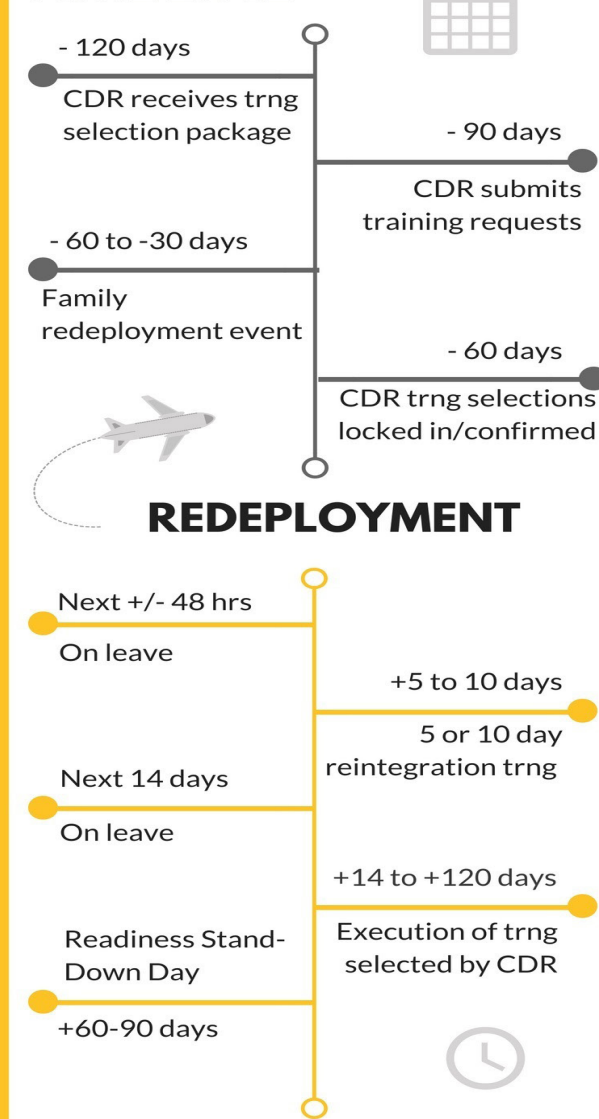 - 120 days
CDR receives trng
selection package
- 90 days
CDR submits
training requests
- 60 to -30 days
Family
redeployment event
- 60 days
CDR trng selections
locked in/confirmed
REDEPLOYMENT
Next +/- 48 hrs
On leave
+5 to 10 days
5 or 10 day
reintegration trng
Next 14 days
On leave
+14 to +120 days
Execution of trng
selected by CDR
Readiness Stand-
Down Day
+60-90 days